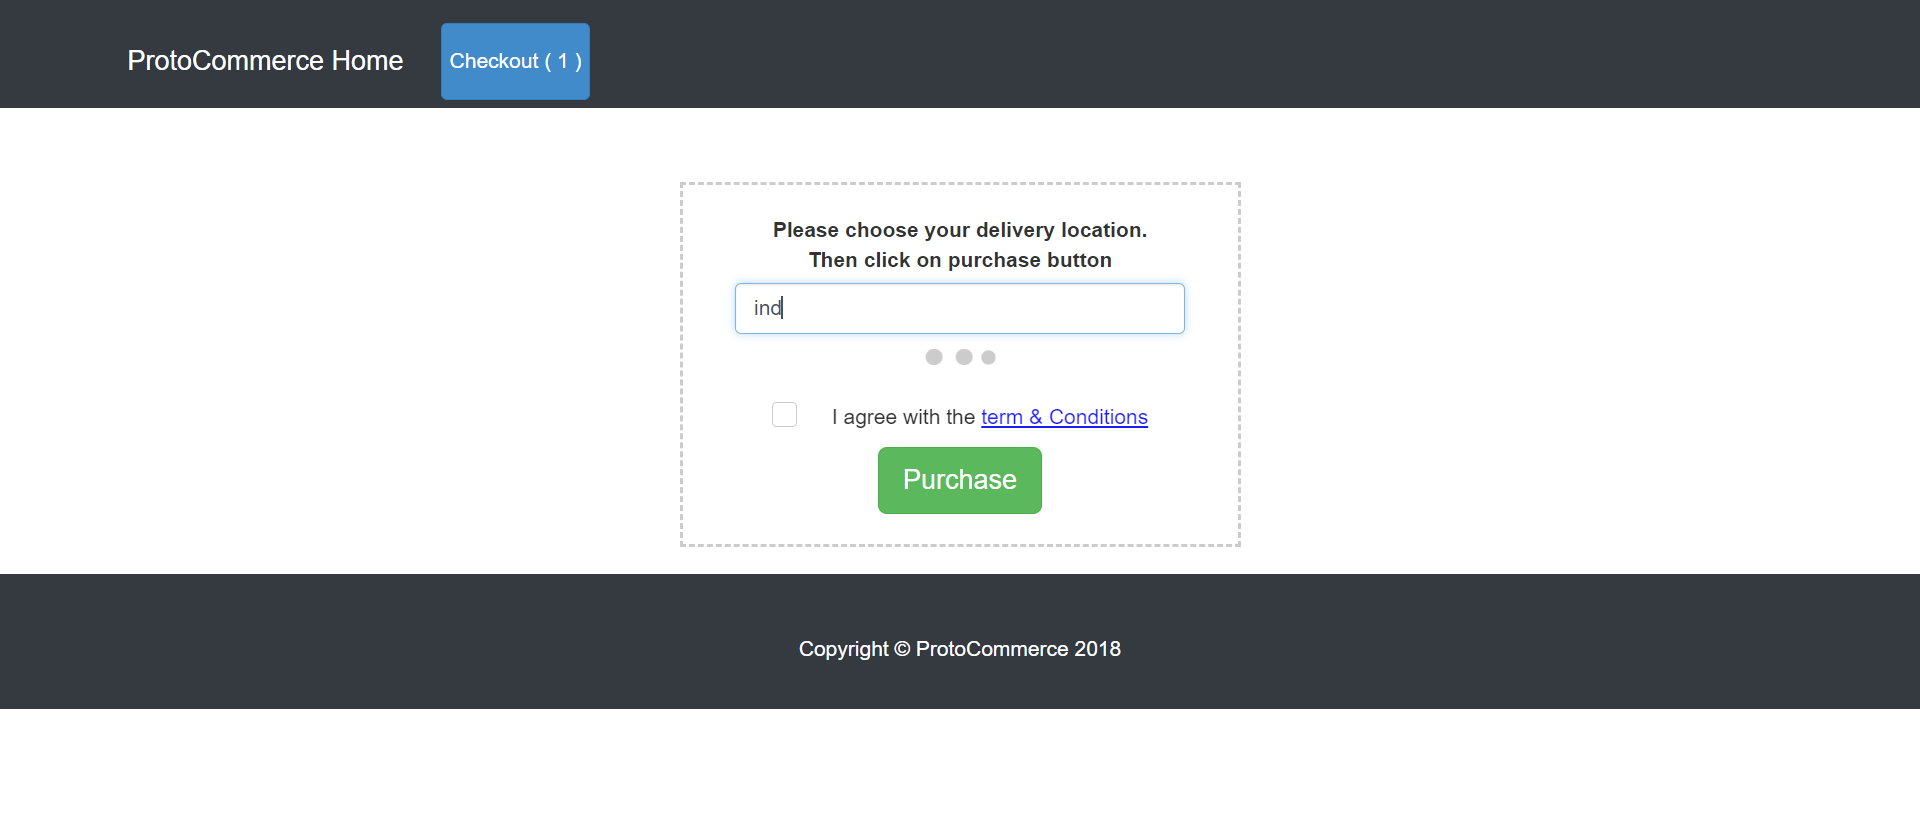 ProtoCommerce Home
Checkout ( 1 )
Please choose your delivery location.
Then click on purchase button
ind
I agree with the term & Conditions
Purchase
Copyright © ProtoCommerce 2018